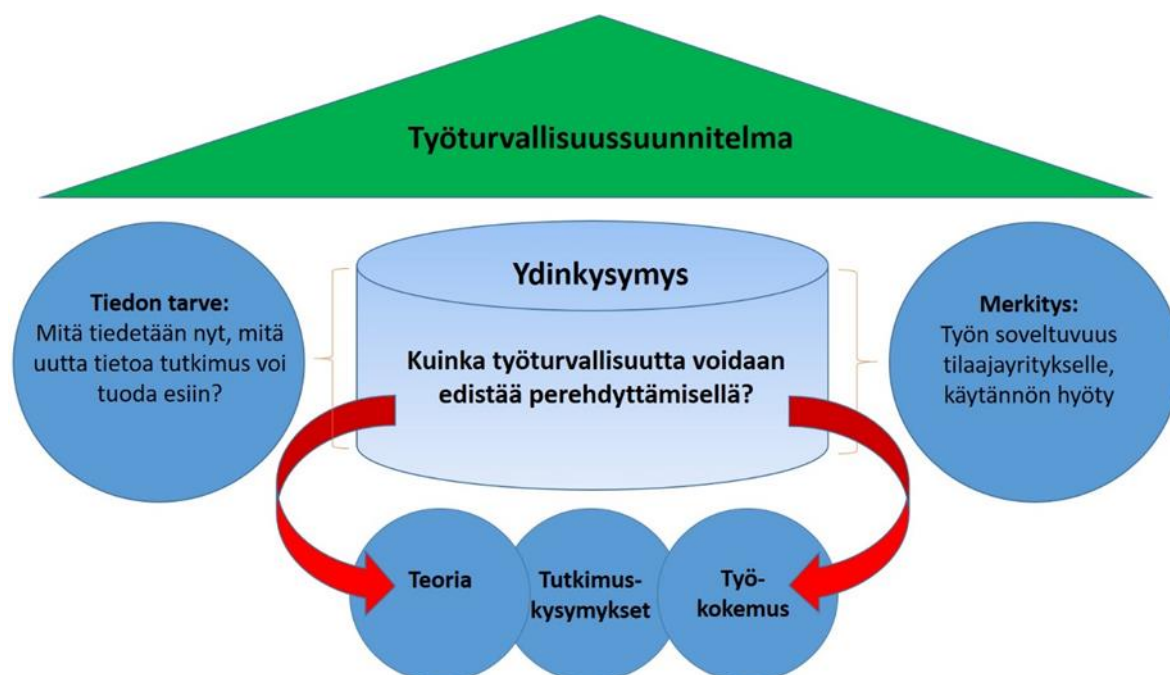 Työturvallisuussuunnitelma
Tiedon tarve:
Mitä tiedetään nyt, mitä
uutta tietoa tutkimus voi
tuoda esiin?
Ydinkysymys
Kuinka työturvallisuutta voidaan
edistää perehdyttämisellä?
Merkitys:
Työn soveltuvuus
tilaajayritykselle,
käytännön hyöty
Teoria
Tutkimus-
kysymykset
Työ-
kokemus